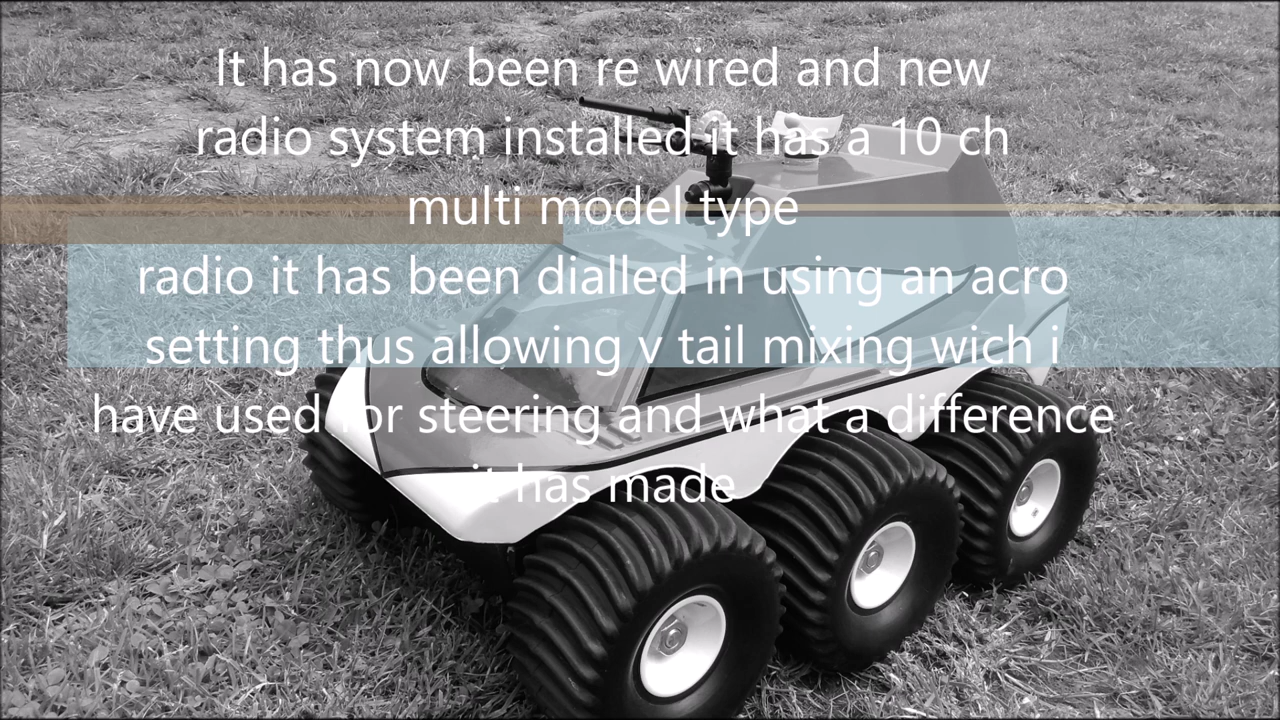 It has now been re wired and new
radio system installed it has a 10 ch
multi model type
radio it has been dialled in using an acro
setting thus allowing v tail mixing wich i
have used for steering and what a difference
it has made